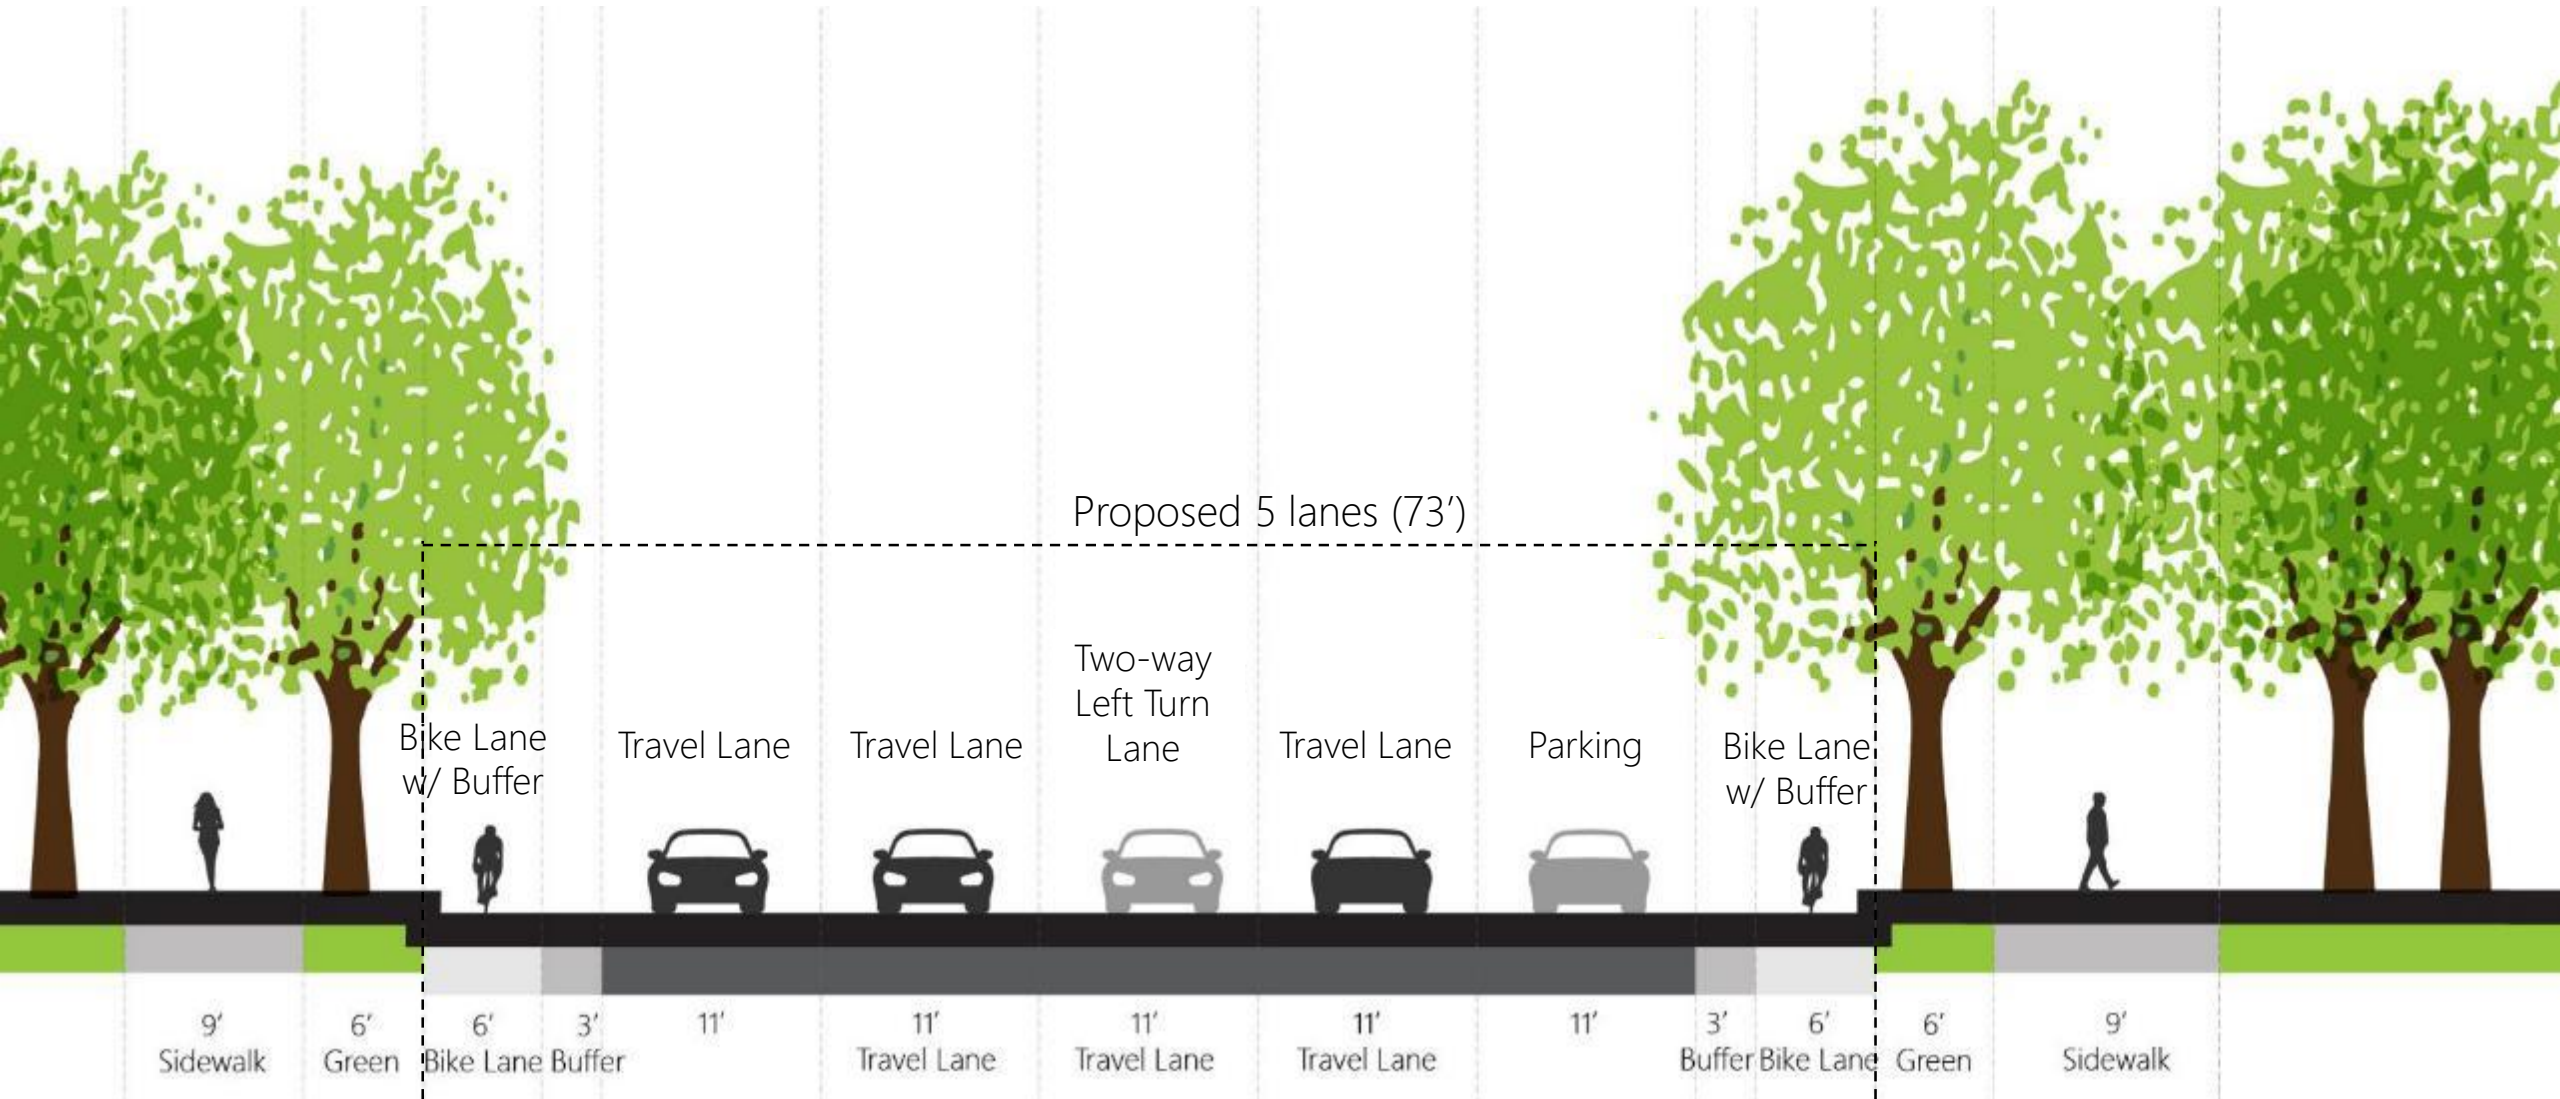 Proposed 5 lanes (73')
Two-way
Left Turn
Lane
Bike Lane
w/ Buffer
Travel Lane
Travel Lane
Travel Lane
Parking
Bike Lane
w/ Buffer
9' 6' 6' 3' 11' 11' 11' 11' 11' 3' 6' 6' 9'
Sidewalk Green Bike Lane Buffer Travel Lane Travel Lane Travel Lane Buffer Bike Lane Green Sidewalk